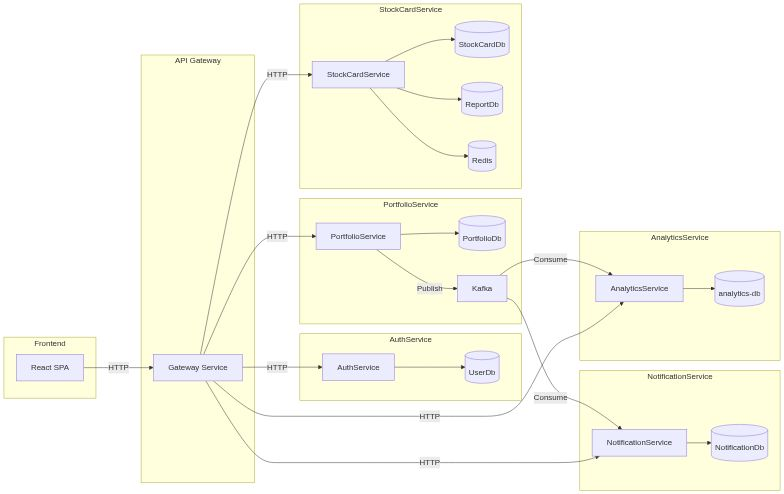 StockCardService
StockCardDb
API Gateway
HTTP
StockCardService
ReportDb
Redis
PortfolioService
HTTP
PortfolioService
PortfolioDb
AnalyticsService
Consume
Publish
Kafka
AnalyticsService
analytics-db
Frontend
AuthService
React SPA
HTTP
Gateway Service
HTTP
AuthService
UserDb
NotificationService
Consume
HTTP
NotificationService
NotificationDb
HTTP